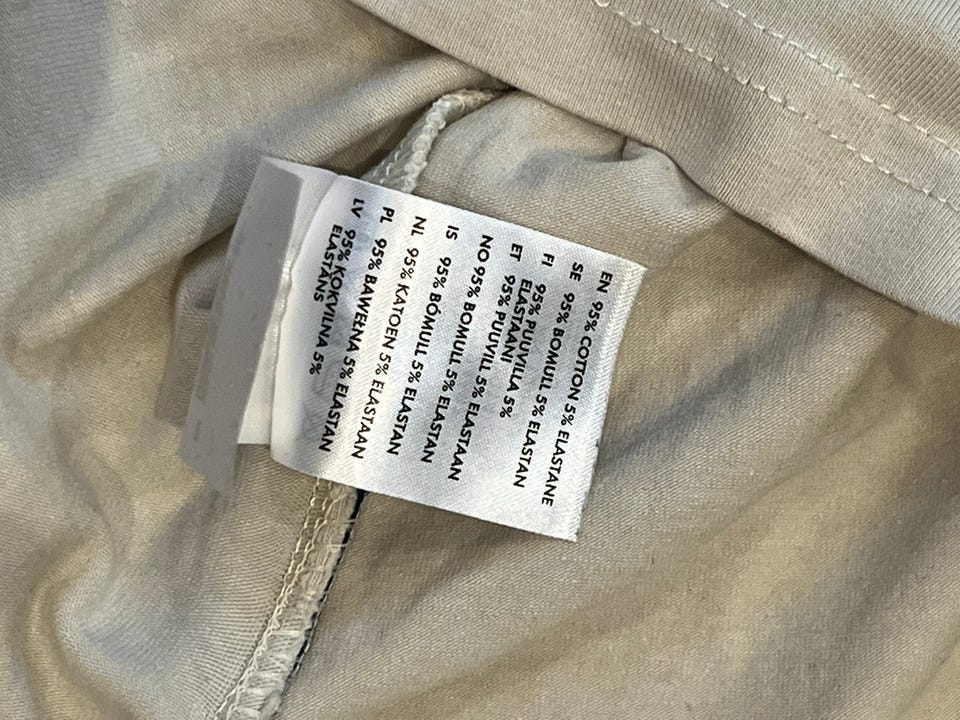 EN 95% COTTON 5% ELASTANE
SE 95% BOMULL 5% ELASTAN
FI 95% PUUVILLA 5%
ELASTAANI
ET 95% PUUVILL 5% ELASTAAN
NO 95% BOMULL 5% ELASTAN
IS 95% BÓMULL 5% ELASTAN
NL 95% KATOEN 5% ELASTAAN
PL 95% BAWEŁNA 5% ELASTAN
LV 95% KOKVILNA 5%
ELASTĀNS